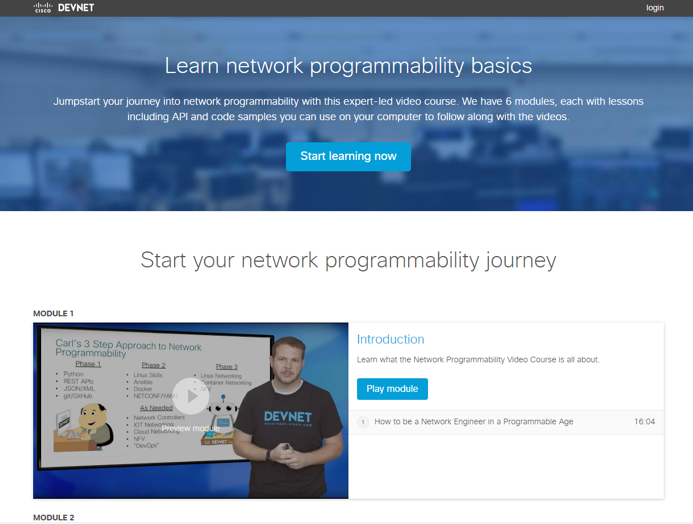 cisco DEVNET
login
Learn network programmability basics
Jumpstart your journey into network programmability with this expert-led video course. We have 6 modules, each with lessons
including API and code samples you can use on your computer to follow along with the videos.
Start learning now
Start your network programmability journey
MODULE 1
Carl's 3 Step Approach to Network
Programmability
Phase 1
• Python
• REST APIs
• JSON/XML
• git/GitHub
Phase 2
• Linux Skills
• Ansible
• Docker
• NETCONF/YANG
Phase 3
• Linux Networking
Container Networking
As Needed
• Network Controllers
• IOT Networking
• Cloud Networking
• NFV
• "DevOps"
Preview module
DEVNET
DEVNET
Introduction
Learn what the Network Programmability Video Course is all about.
Play module
1 How to be a Network Engineer in a Programmable Age 16:04
MODULE 2